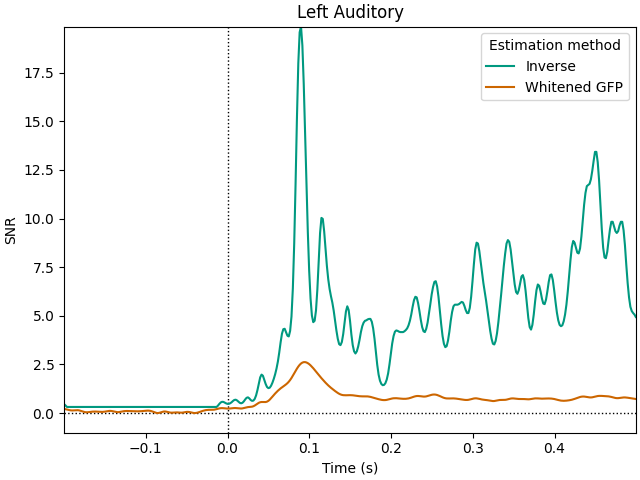 Left Auditory
Estimation method
Inverse
Whitened GFP
17.5
15.0
12.5
10.0
7.5
5.0
2.5
0.0
SNR
−0.1
0.0
0.1
0.2
0.3
0.4
Time (s)